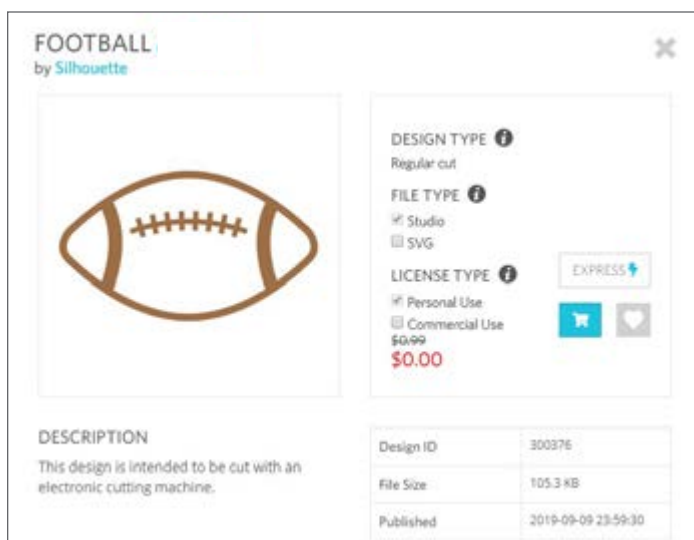 FOOTBALL
by Silhouette
DESIGN TYPE
Regular cut
FILE TYPE
Studio
SVG
LICENSE TYPE
Personal Use
Commercial Use
$0.99
$0.00
EXPRESS
DESCRIPTION
This design is intended to be cut with an
electronic cutting machine.
Design ID 300376
File Size 105.3 KB
Published 2019-09-09 23:59:30